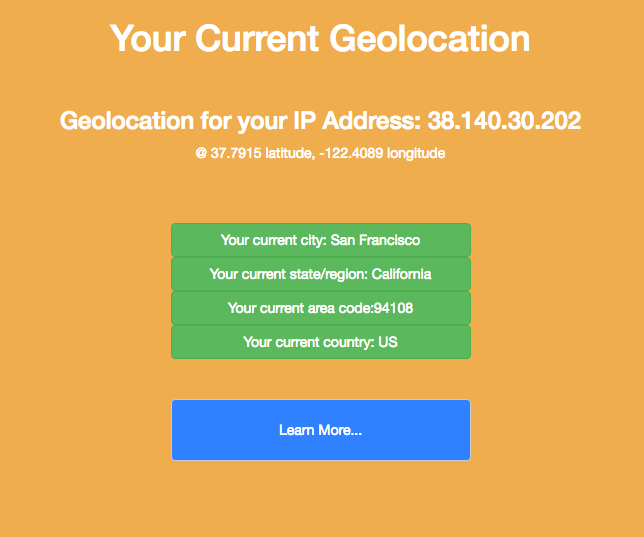 Your Current Geolocation
Geolocation for your IP Address: 38.140.30.202
@ 37.7915 latitude, -122.4089 longitude
Your current city: San Francisco
Your current state/region: California
Your current area code:94108
Your current country: US
Learn More...